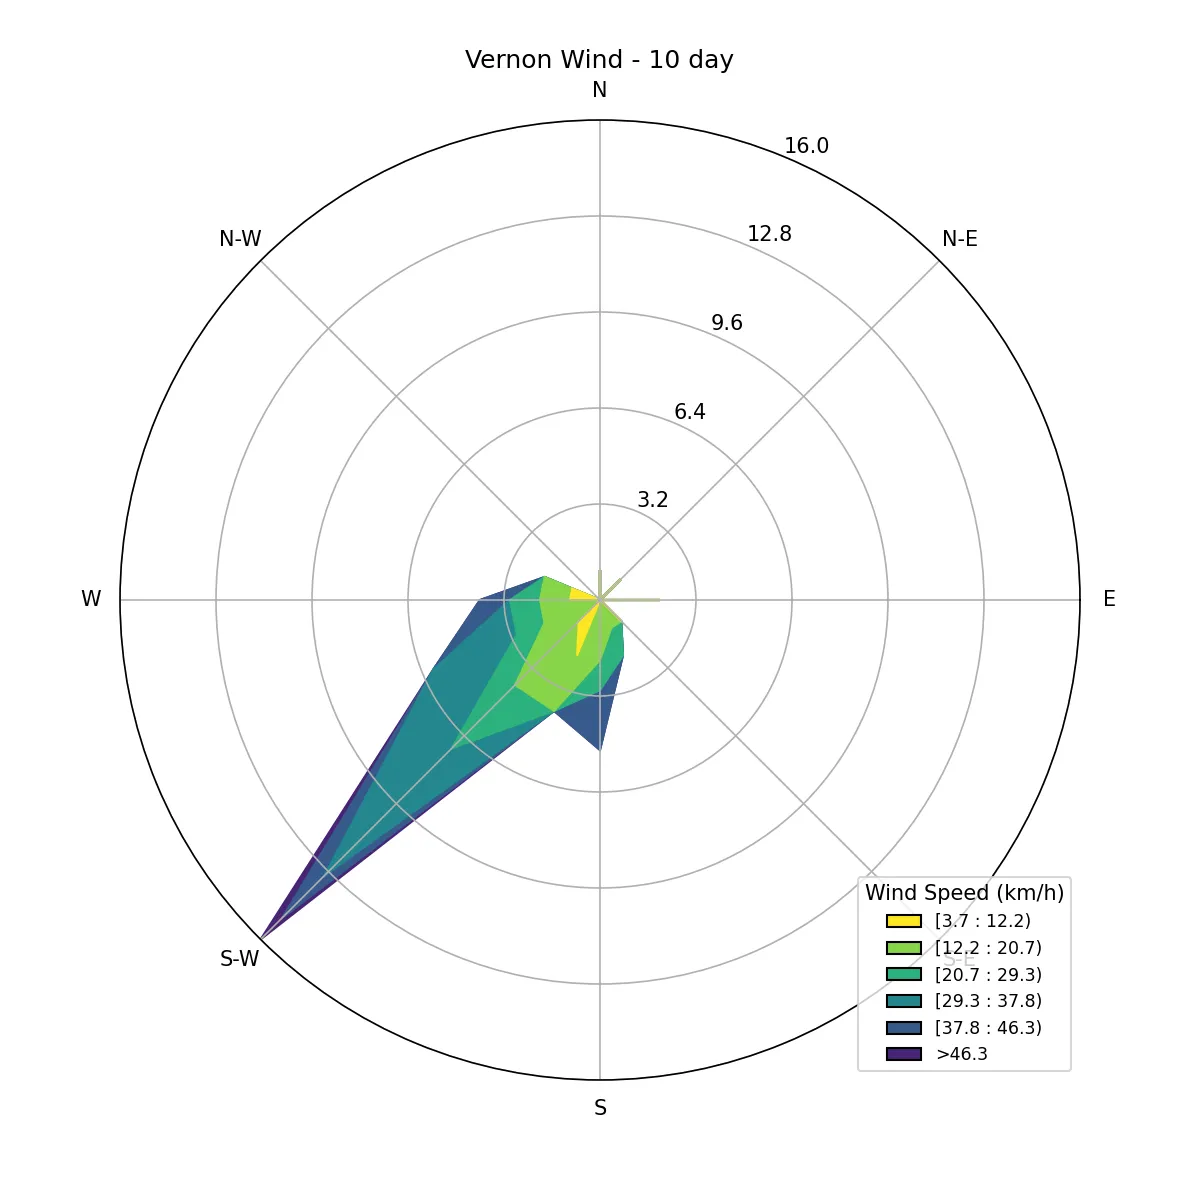 Vernon Wind - 10 day
N
16.0
12.8
N-W
N-E
9.6
6.4
3.2
W
E
Wind Speed (km/h)
[3.7 : 12.2)
[12.2 : 20.7)
S-W
S-E
[20.7 : 29.3)
[29.3 : 37.8)
[37.8 : 46.3)
>46.3
S